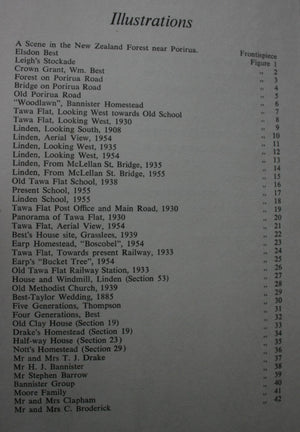 Illustrations
A Scene in the New Zealand Forest near Porirua. Frontispiece
Elsdon Best Figure 1
Leigh's Stockade „ 2
Crown Grant, Wm. Best „ 3
Forest on Porirua Road „ 4
Bridge on Porirua Road „ 5
Old Porirua Road „ 6
"Woodlawn", Bannister Homestead „ 7
Tawa Flat, Looking West towards Old School „ 8
Tawa Flat, Looking West, 1930 „ 9
Linden, Looking South, 1908 „ 10
Linden, Aerial View, 1954 „ 11
Linden, Looking West, 1935 „ 12
Linden, Looking West, 1954 „ 13
Linden, From McLellan St. Bridge, 1935 „ 14
Linden, From McLellan St. Bridge, 1955 „ 15
Old Tawa Flat School, 1938 „ 16
Present School, 1955 „ 17
Linden School, 1955 „ 18
Tawa Flat Post Office and Main Road, 1930 „ 19
Panorama of Tawa Flat, 1930 „ 20
Tawa Flat, Aerial View, 1954 „ 21
Best's House site, Grasslees, 1939 „ 22
Earp Homestead, "Boscobel", 1954 „ 23
Tawa Flat, Towards present Railway, 1933 „ 24
Earp's "Bucket Tree", 1954 „ 25
Old Tawa Flat Railway Station, 1933 „ 26
House and Windmill, Linden (Section 53) „ 27
Old Methodist Church, 1939 „ 28
Best-Taylor Wedding, 1885 „ 29
Five Generations, Thompson „ 30
Four Generations, Best „ 31
Old Clay House (Section 19) „ 32
Drake's Homestead (Section 19) „ 33
Half-way House (Section 23) „ 34
Nott's Homestead (Section 29) „ 35
Mr and Mrs T. J. Drake „ 36
Mr H. J. Bannister „ 37
Mr Stephen Barrow „ 38
Bannister Group „ 39
Moore Family „ 40
Mr and Mrs Clapham „ 41
Mr and Mrs C. Broderick „ 42